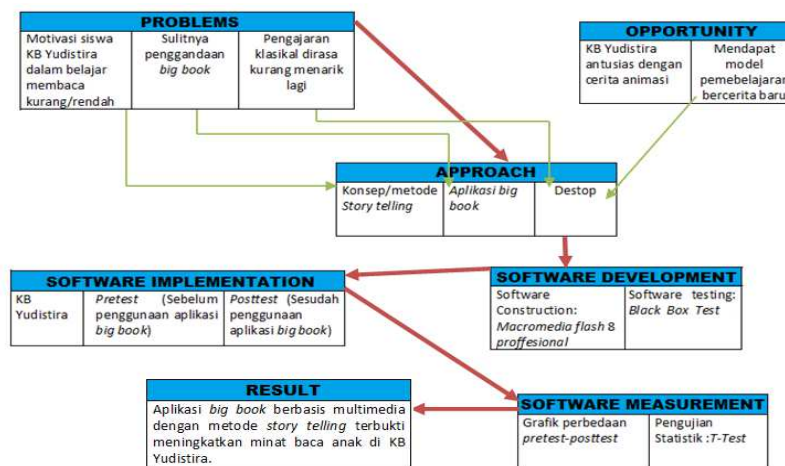 PROBLEMS
Motivasi siswa
KB Yudistira
dalam belajar
membaca
kurang/rendah
Sulitnya
penggandaan
big book
Pengajaran
klasikal dirasa
kurang menarik
lagi
OPPORTUNITY
KB Yudistira
antusias dengan
cerita animasi
Mendapat
model
pemebelajaran
bercerita baru
APPROACH
Konsep/metode
Story telling
Aplikasi big
book
Destop
SOFTWARE IMPLEMENTATION
KB
Yudistira
Pretest (Sebelum
penggunaan aplikasi
big book)
Posttest (Sesudah
penggunaan
aplikasi big book)
SOFTWARE DEVELOPMENT
Software
Construction:
Macromedia flash 8
proffesional
Software testing:
Black Box Test
RESULT
Aplikasi big book berbasis multimedia
dengan metode story telling terbukti
meningkatkan minat baca anak di KB
Yudistira.
SOFTWARE MEASUREMENT
Grafik perbedaan
pretest-posttest
Pengujian
Statistik :T-Test